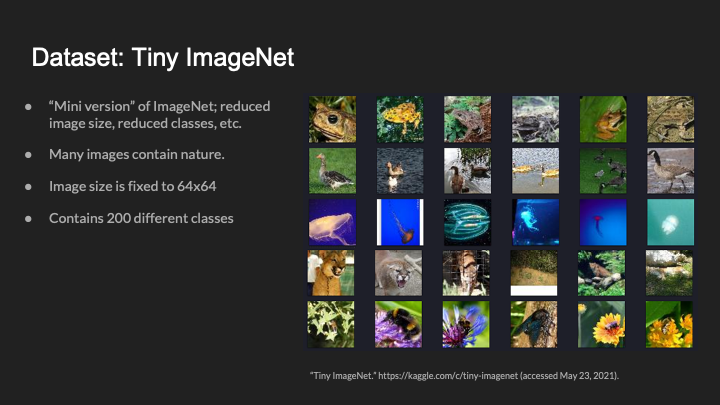 Dataset: Tiny ImageNet
● “Mini version” of ImageNet; reduced
image size, reduced classes, etc.
● Many images contain nature.
● Image size is fixed to 64x64
● Contains 200 different classes
“Tiny ImageNet.” https://kaggle.com/c/tiny-imagenet (accessed May 23, 2021).